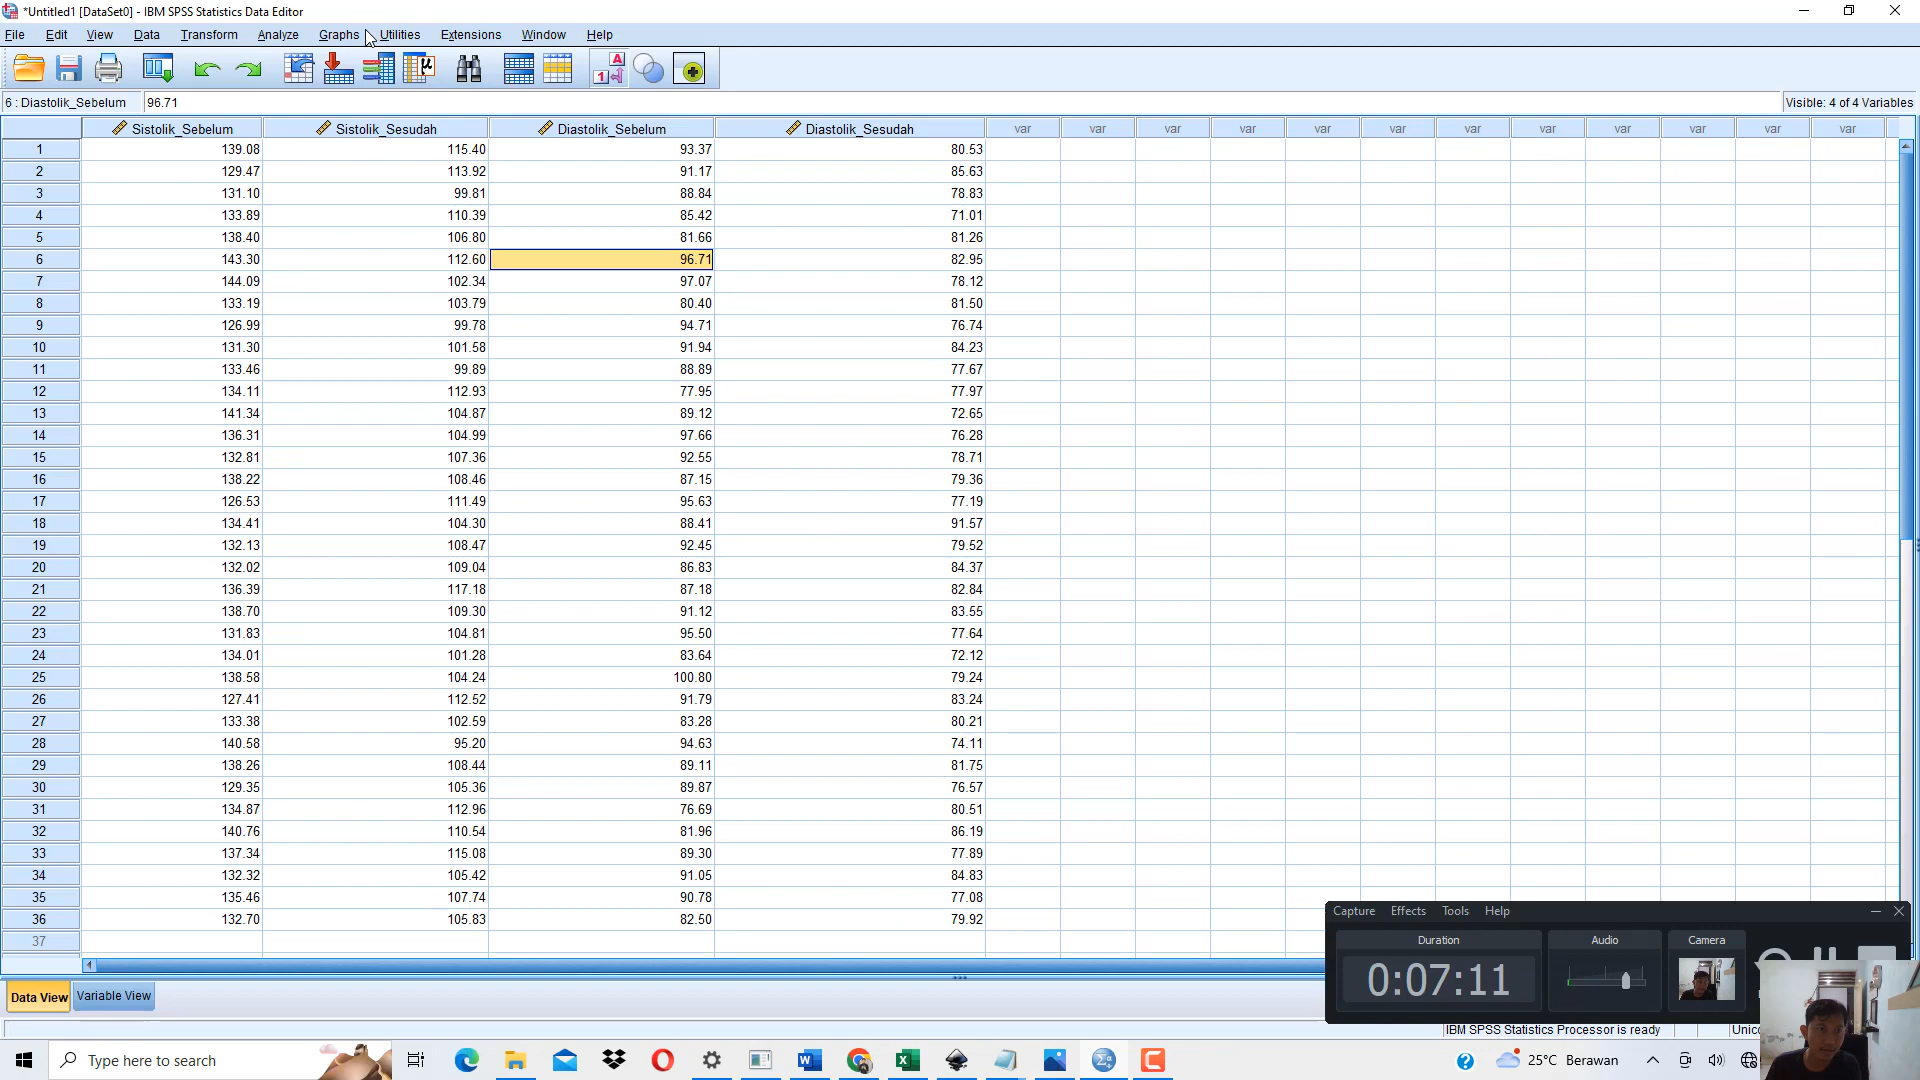 *Untitled1 [DataSet0] - IBM SPSS Statistics Data Editor
File Edit View Data Transform Analyze Graphs Utilities Extensions Window Help
6 : Diastolik_Sebelum 96.71 Visible: 4 of 4 Variables
Sistolik_Sebelum Sistolik_Sesudah Diastolik_Sebelum Diastolik_Sesudah var var var var var var var var var var var var
1 139.08 115.40 93.37 80.53
2 129.47 113.92 91.17 85.63
3 131.10 99.81 88.84 78.83
4 133.89 110.39 85.42 71.01
5 138.40 106.80 81.66 81.26
6 143.30 112.60 96.71 82.95
7 144.09 102.34 97.07 78.12
8 133.19 103.79 80.40 81.50
9 126.99 99.78 94.71 76.74
10 131.30 101.58 91.94 84.23
11 133.46 99.89 88.89 77.67
12 134.11 112.93 77.95 77.97
13 141.34 104.87 89.12 72.65
14 136.31 104.99 97.66 76.28
15 132.81 107.36 92.55 78.71
16 138.22 108.46 87.15 79.36
17 126.53 111.49 95.63 77.19
18 134.41 104.30 88.41 91.57
19 132.13 108.47 92.45 79.52
20 132.02 109.04 86.83 84.37
21 136.39 117.18 87.18 82.84
22 138.70 109.30 91.12 83.55
23 131.83 104.81 95.50 77.64
24 134.01 101.28 83.64 72.12
25 138.58 104.24 100.80 79.24
26 127.41 112.52 91.79 83.24
27 133.38 102.59 83.28 80.21
28 140.58 95.20 94.63 74.11
29 138.26 108.44 89.11 81.75
30 129.35 105.36 89.87 76.57
31 134.87 112.96 76.69 80.51
32 140.76 110.54 81.96 86.19
33 137.34 115.08 89.30 77.89
34 132.32 105.42 91.05 84.83
35 135.46 107.74 90.78 77.08
36 132.70 105.83 82.50 79.92
37
Capture Effects Tools Help
Duration Audio Camera
0:07:11
Data View Variable View
IBM SPSS Statistics Processor is ready
Type here to search 25°C Berawan